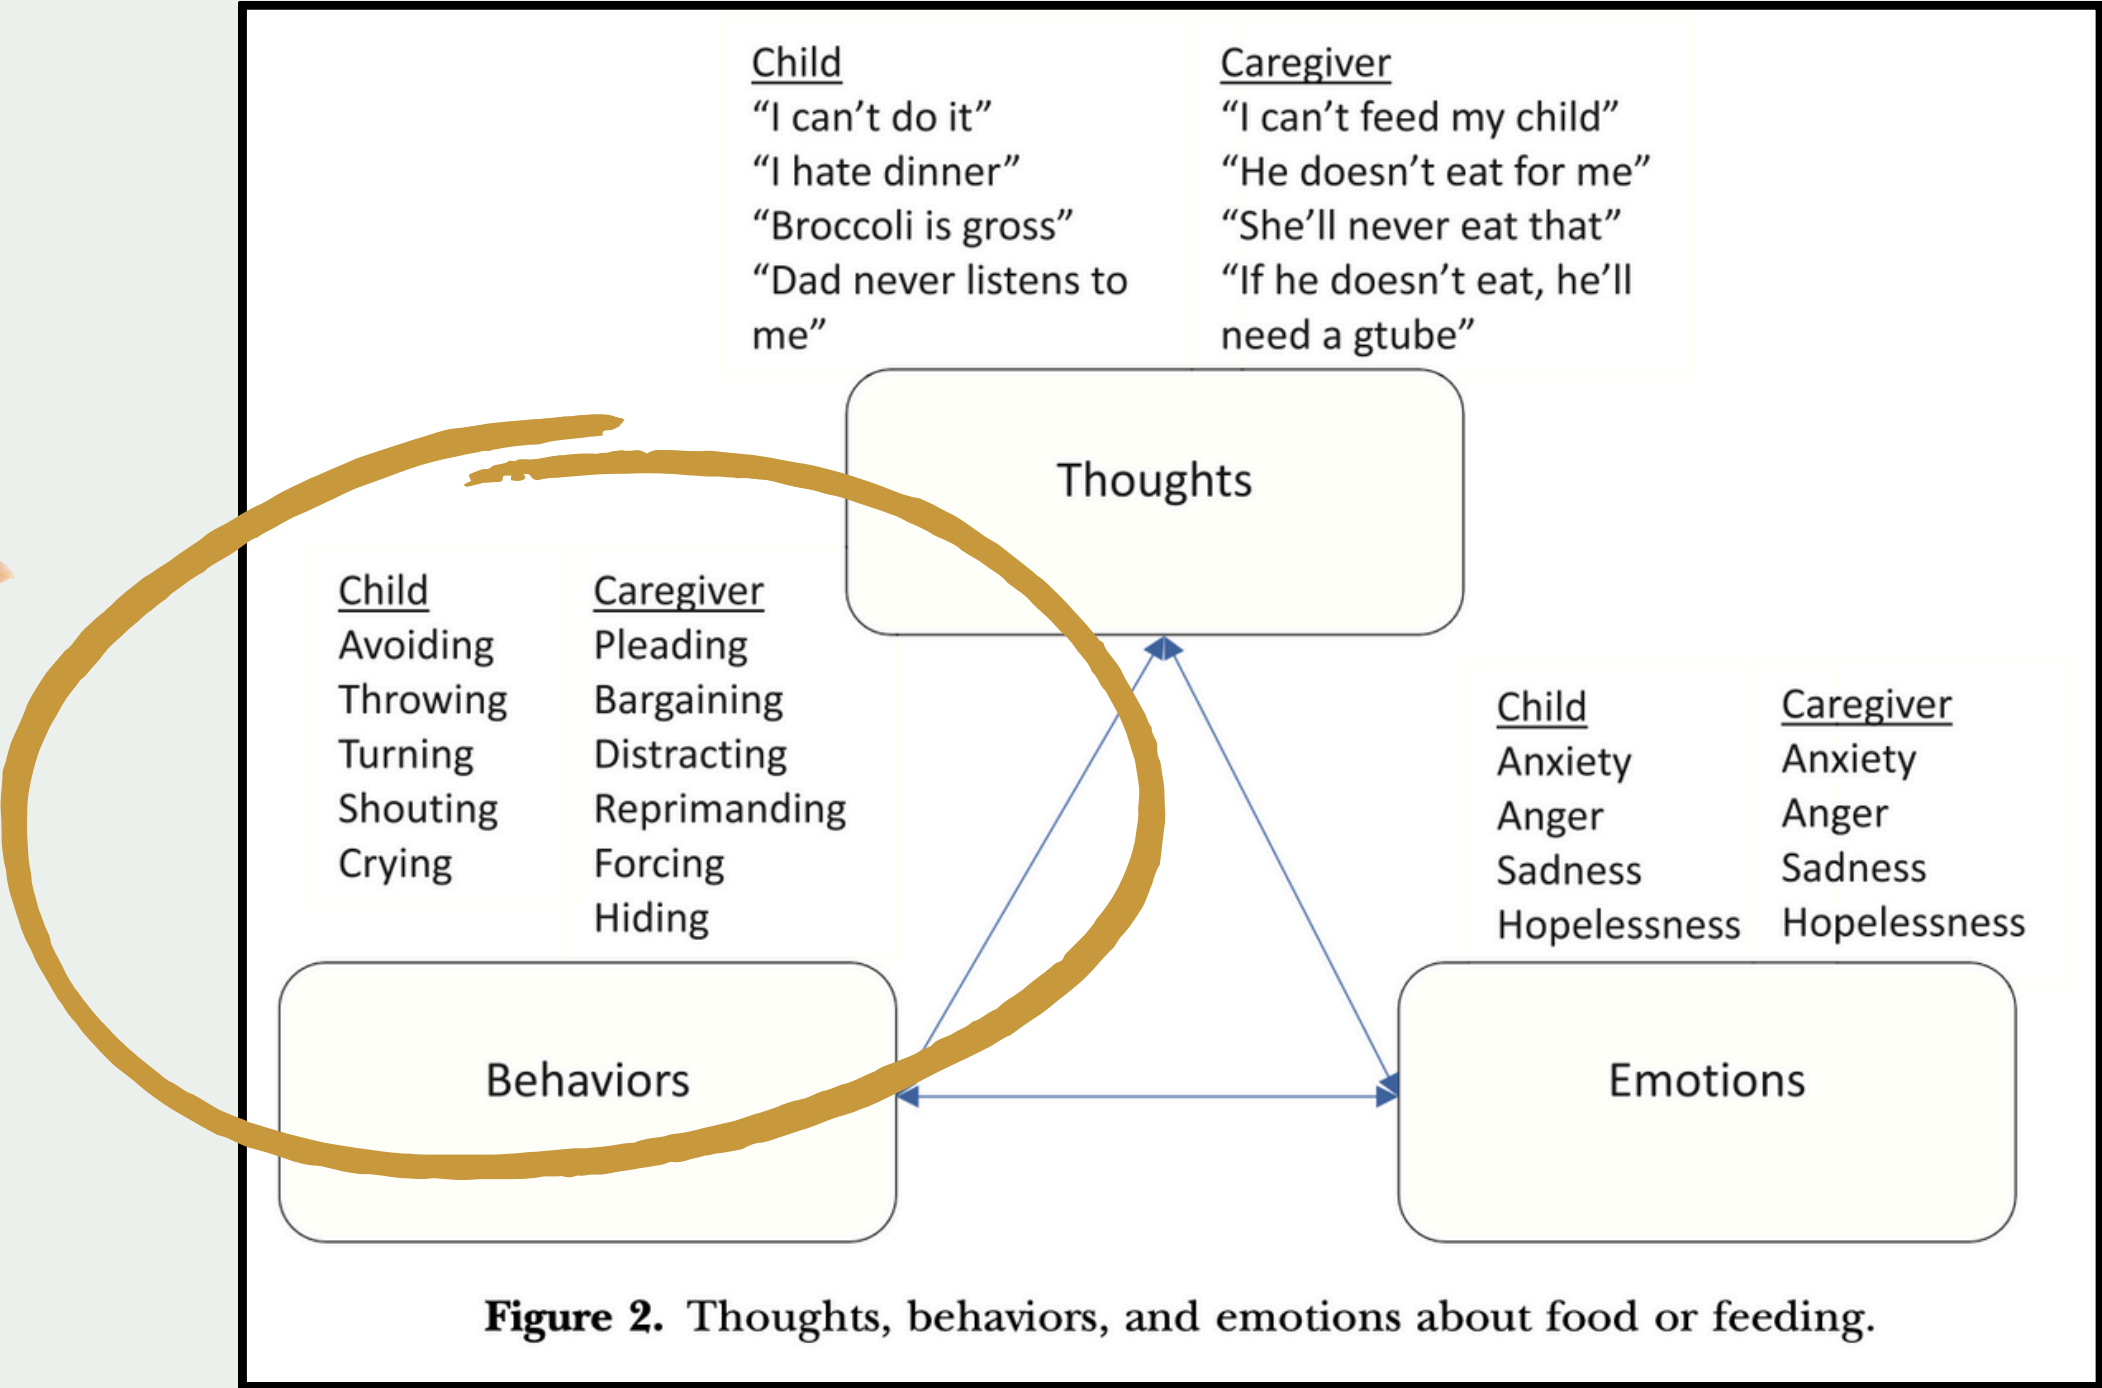 Child
“I can’t do it”
“I hate dinner”
“Broccoli is gross”
“Dad never listens to
me”
Caregiver
“I can’t feed my child”
“He doesn’t eat for me”
“She’ll never eat that”
“If he doesn’t eat, he’ll
need a gtube”
Thoughts
Child
Avoiding
Throwing
Turning
Shouting
Crying
Caregiver
Pleading
Bargaining
Distracting
Reprimanding
Forcing
Hiding
Behaviors
Child
Anxiety
Anger
Sadness
Hopelessness
Caregiver
Anxiety
Anger
Sadness
Hopelessness
Emotions
Figure 2. Thoughts, behaviors, and emotions about food or feeding.